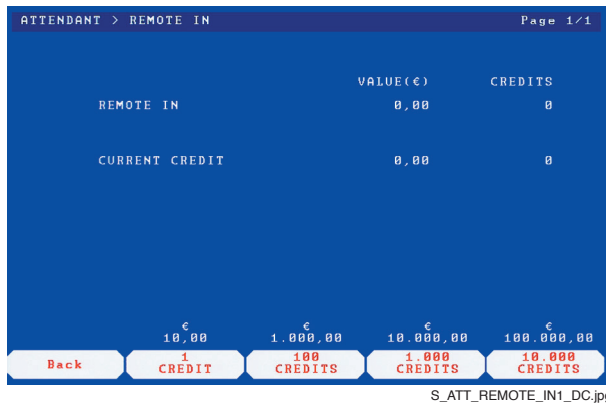 ATTENDANT > REMOTE IN Page 1/1
VALUE(€) CREDITS
REMOTE IN 0,00 0
CURRENT CREDIT 0,00 0
€ € € €
10,00 1.000,00 10.000,00 100.000,00
Back 1 CREDIT 100 CREDITS 1.000 CREDITS 10.000 CREDITS
S_ATT_REMOTE_IN1_DC.jpg